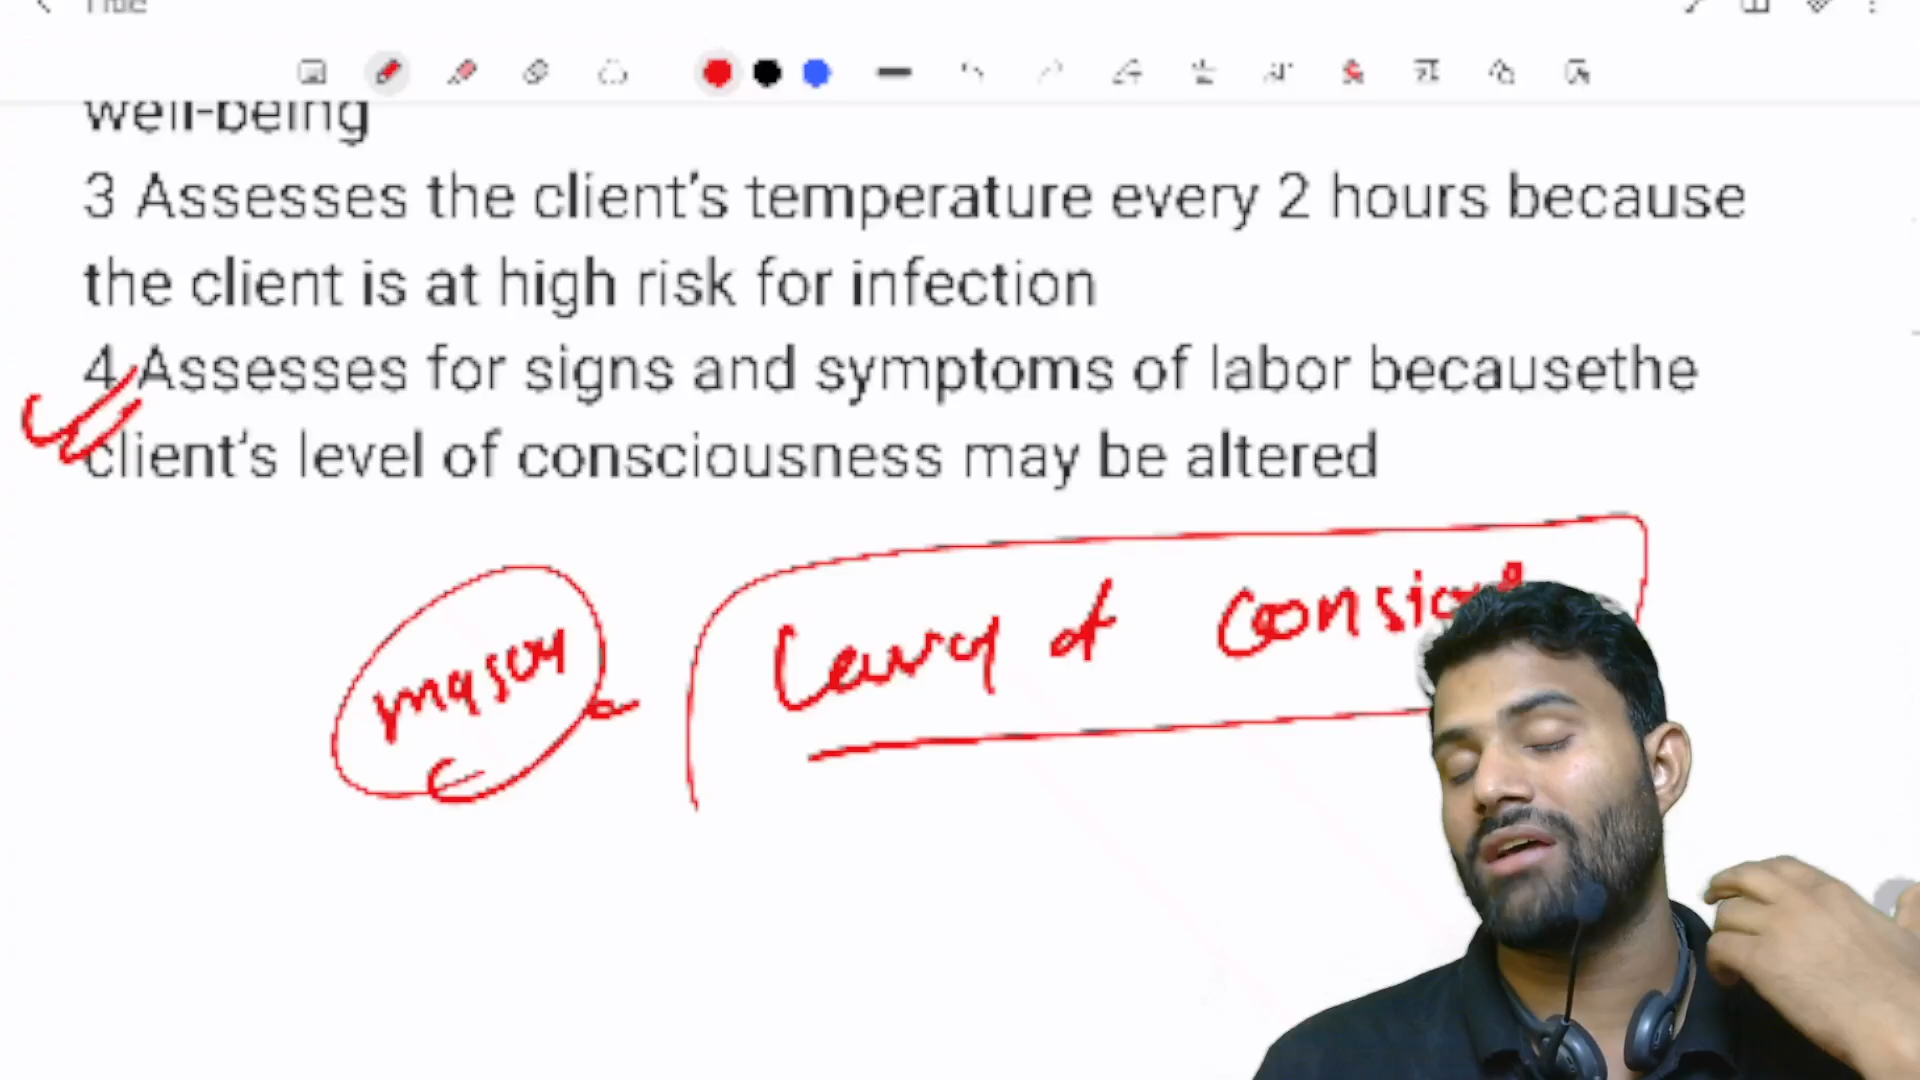 Title
well-being
3 Assesses the client's temperature every 2 hours because
the client is at high risk for infection
4 Assesses for signs and symptoms of labor becausethe
client's level of consciousness may be altered
of